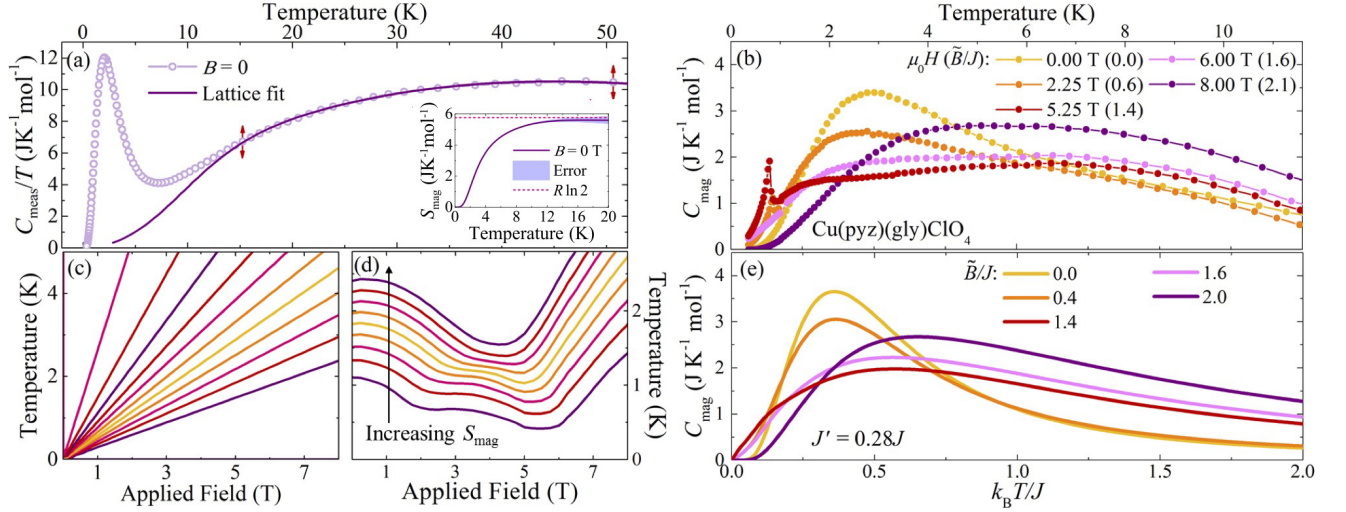 Temperature (K)
0 10 20 30 40 50
(a)
12
10
8
6
4
2
0
C_meas/T (JK⁻¹ mol⁻¹)
B = 0
Lattice fit
6
4
2
0
S_mag (JK⁻¹mol⁻¹)
B = 0 T
Error
R ln 2
0 4 8 12 16 20
Temperature (K)
Temperature (K)
0 2 4 6 8 10
(b)
4
3
2
1
0
C_mag (J K⁻¹ mol⁻¹)
μ₀H (B̃/J):
0.00 T (0.0)
2.25 T (0.6)
5.25 T (1.4)
6.00 T (1.6)
8.00 T (2.1)
Cu(pyz)(gly)ClO₄
(c)
4
2
0
Temperature (K)
1 3 5 7
Applied Field (T)
(d)
Increasing S_mag
2
1
0
Temperature (K)
1 3 5 7
Applied Field (T)
(e)
4
3
2
1
0
C_mag (J K⁻¹ mol⁻¹)
B̃/J:
0.0
0.4
1.4
1.6
2.0
J′ = 0.28J
0.0 0.5 1.0 1.5 2.0
k_BT/J